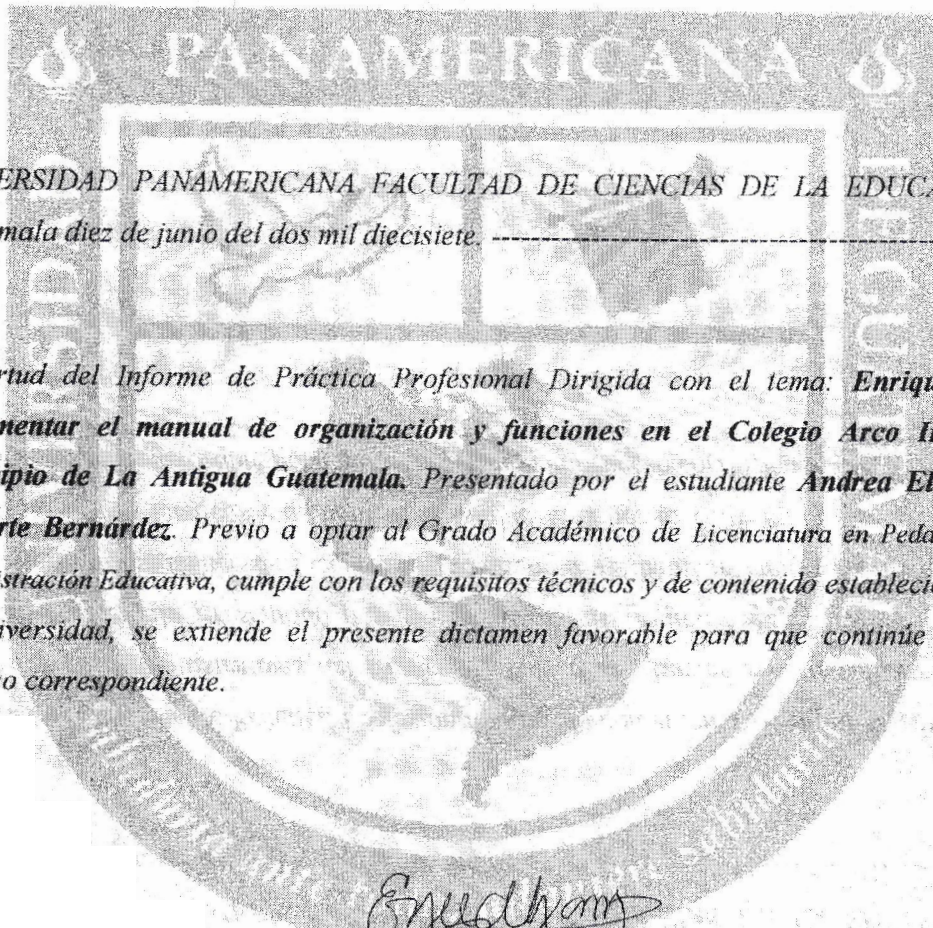 PANAMERICANA
ERSIDAD PANAMERICANA FACULTAD DE CIENCIAS DE LA EDUCA
mala diez de junio del dos mil diecisiete. ----------------------------------------
rtud del Informe de Práctica Profesional Dirigida con el tema: Enriqu
nentar el manual de organización y funciones en el Colegio Arco I
ipio de La Antigua Guatemala. Presentado por el estudiante Andrea El
rte Bernárdez. Previo a optar al Grado Académico de Licenciatura en Peda
istración Educativa, cumple con los requisitos técnicos y de contenido establecí
iversidad, se extiende el presente dictamen favorable para que continúe
o correspondiente.